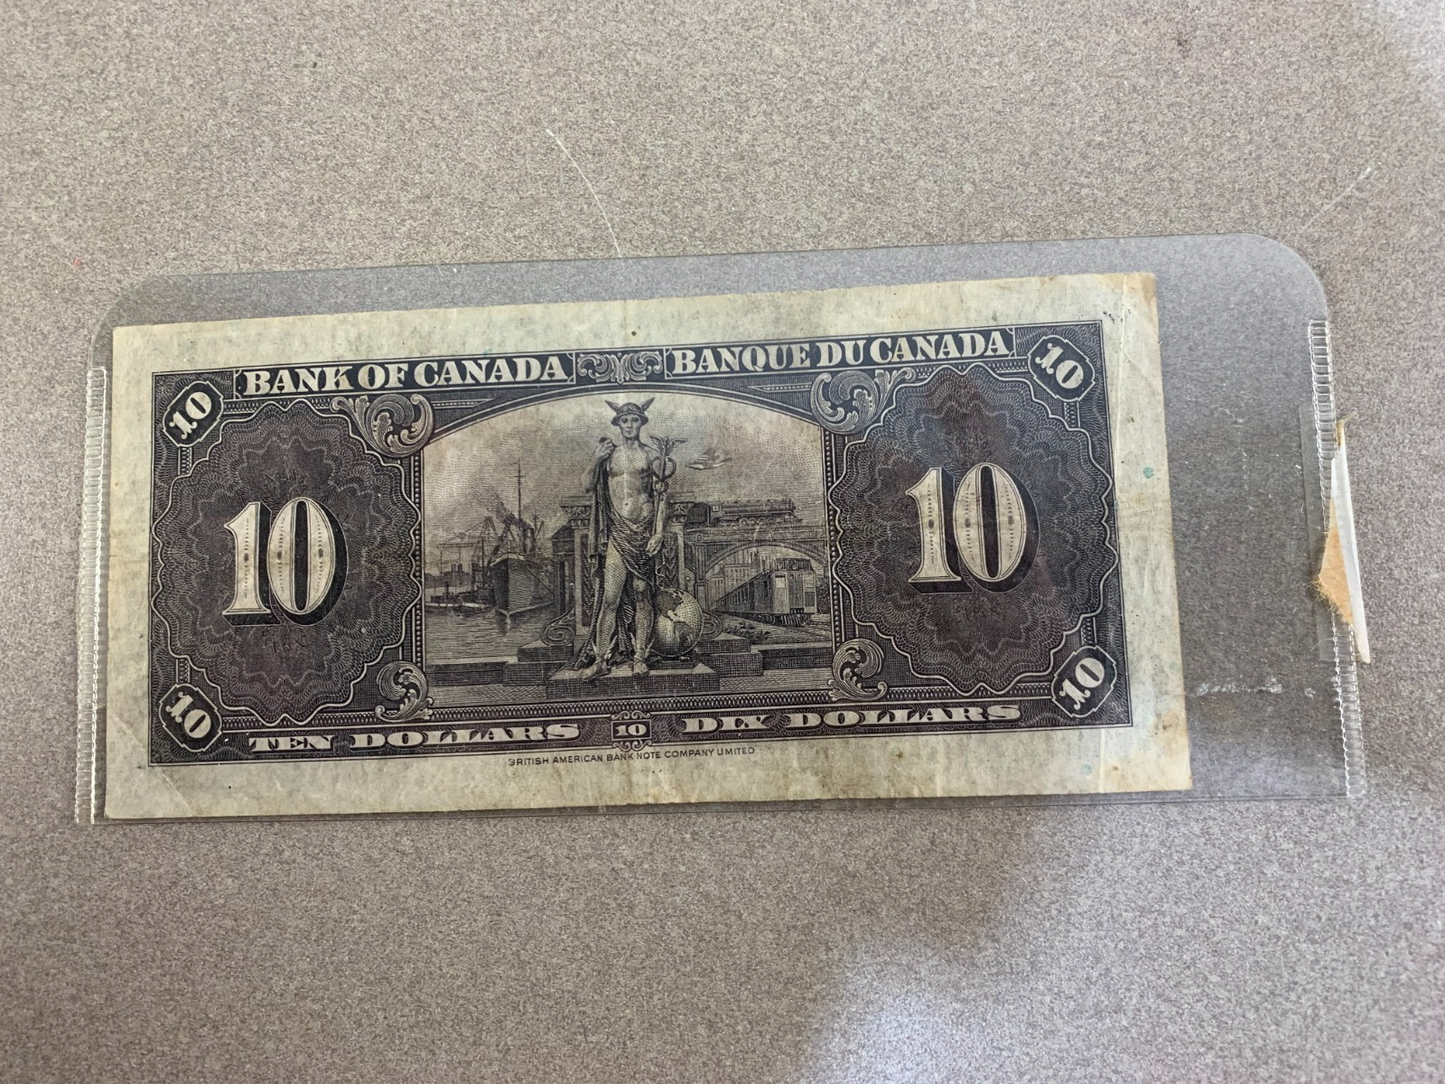 BANK OF CANADA BANQUE DU CANADA
10 10
10 10
10 10
TEN DOLLARS 10 DIX DOLLARS
BRITISH AMERICAN BANK NOTE COMPANY LIMITED